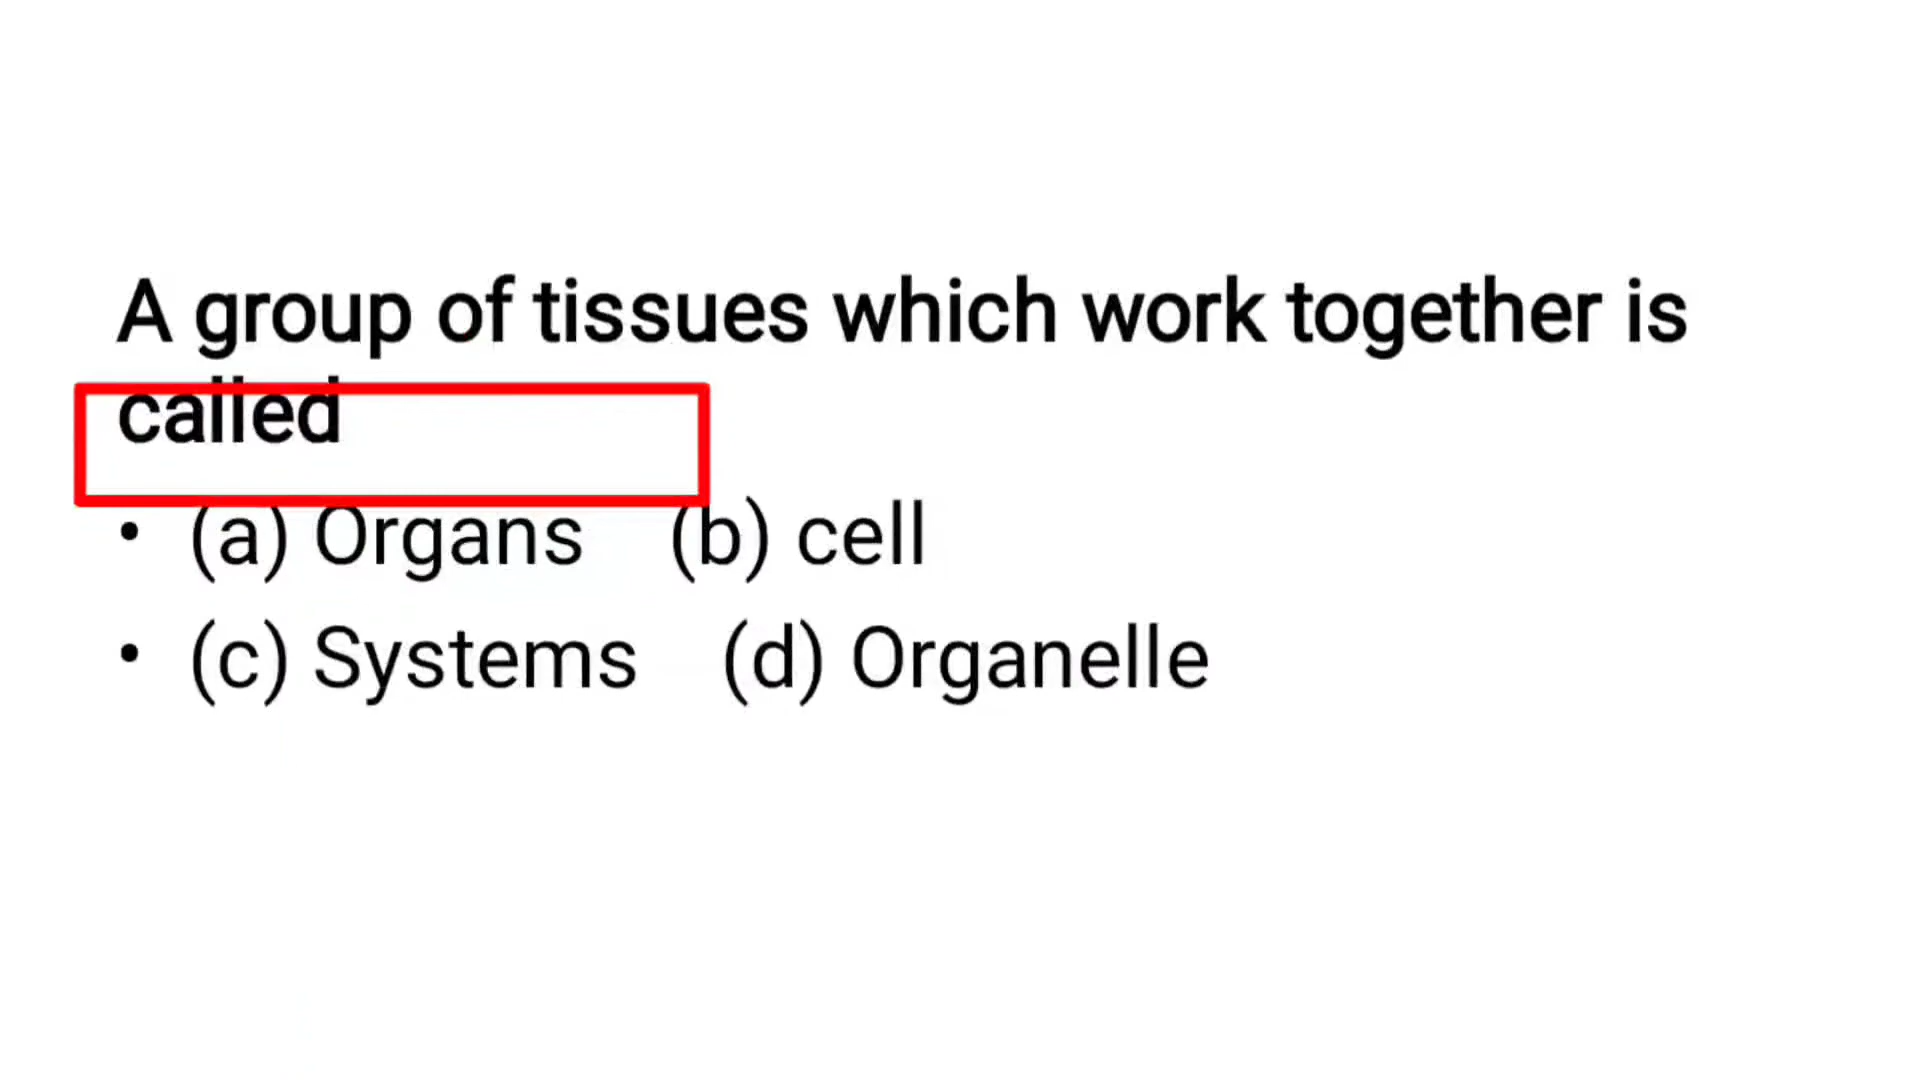 A group of tissues which work together is
called
• (a) Organs (b) cell
• (c) Systems (d) Organelle